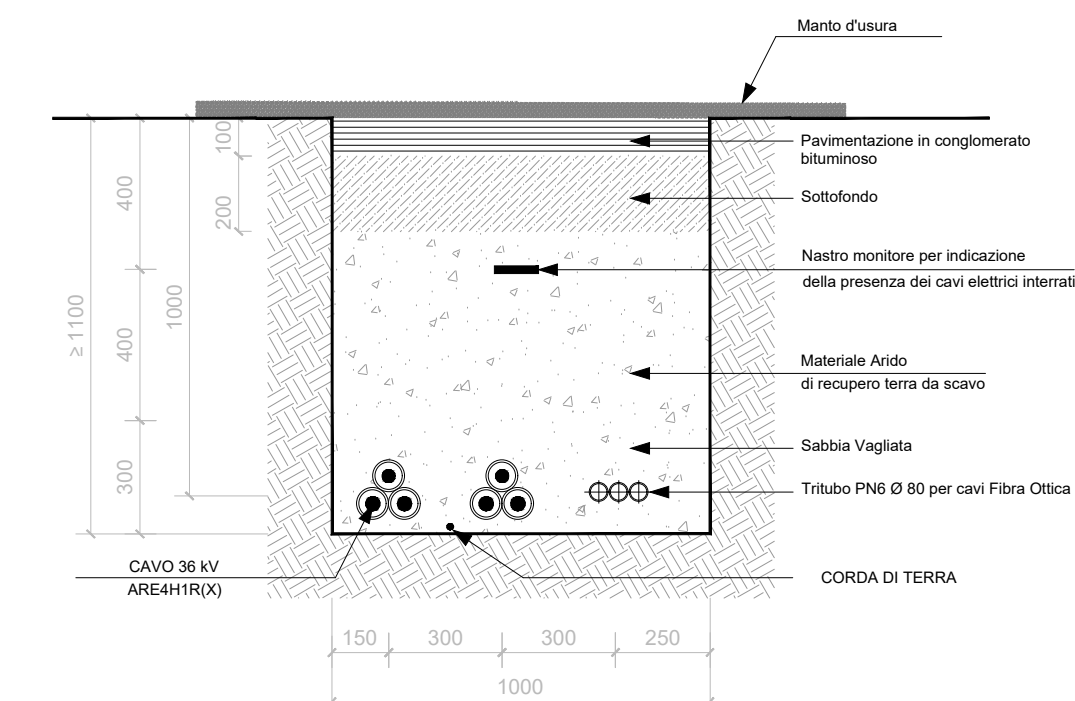 Manto d'usura
Pavimentazione in conglomerato
bituminoso
Sottofondo
Nastro monitore per indicazione
della presenza dei cavi elettrici interrati
Materiale Arido
di recupero terra da scavo
Sabbia Vagliata
Tritubo PN6 Ø 80 per cavi Fibra Ottica
CORDA DI TERRA
CAVO 36 kV
ARE4H1R(X)
≥ 1100
400
400
300
1000
100
200
150 300 300 250
1000